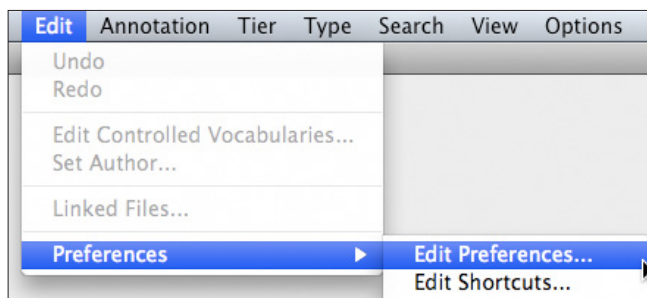 Edit Annotation Tier Type Search View Options
Undo
Redo
Edit Controlled Vocabularies...
Set Author...
Linked Files...
Preferences
Edit Preferences...
Edit Shortcuts...